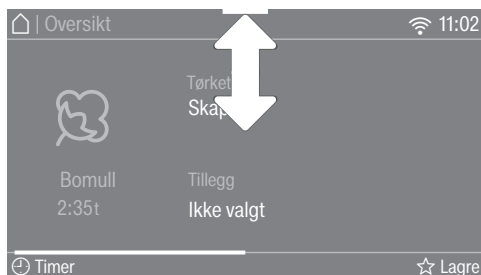 Oversikt 11:02
Tørket
Skap
Bomull
Tillegg
2:35t
Ikke valgt
Timer
Lagre